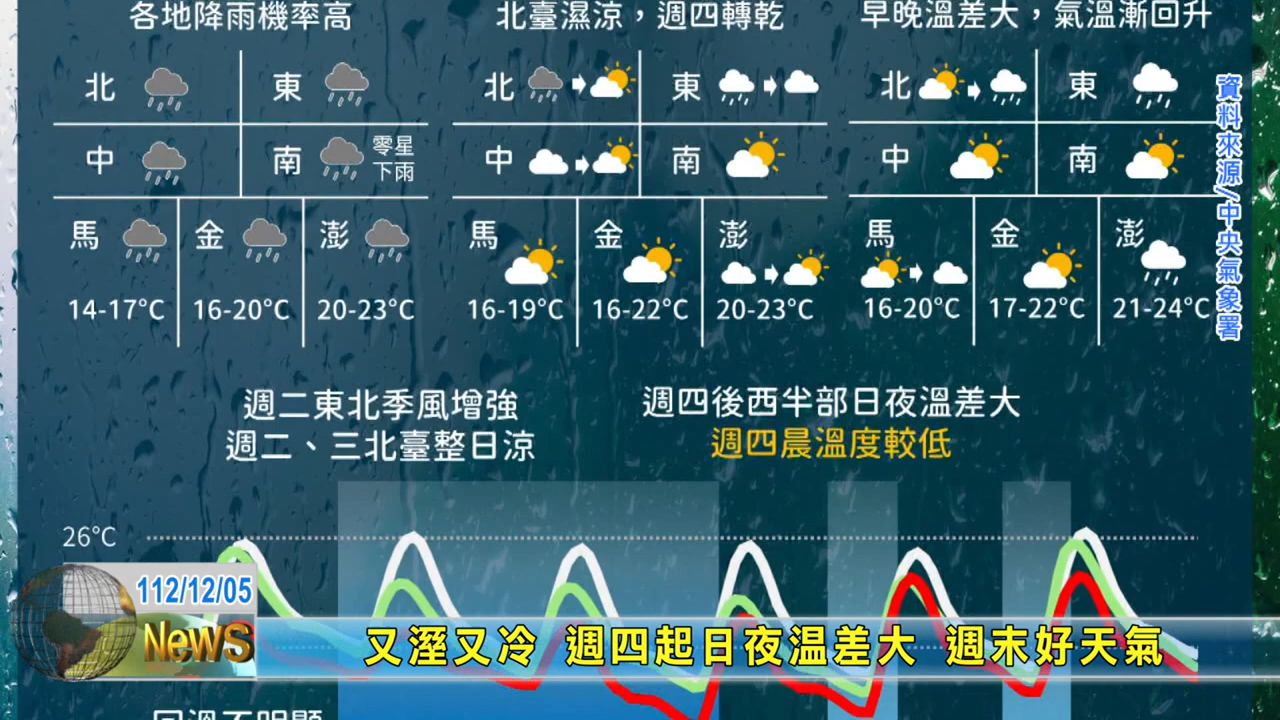 各地降雨機率高
北臺濕涼，週四轉乾
早晚溫差大，氣溫漸回升
北 東
中 南 零星下雨
馬 金 澎
14-17°C 16-20°C 20-23°C
北 東
中 南
馬 金 澎
16-19°C 16-22°C 20-23°C
北 東
中 南
馬 金 澎
16-20°C 17-22°C 21-24°C
資料來源/中央氣象署
週二東北季風增強
週二、三北臺整日涼
週四後西半部日夜溫差大
週四晨溫度較低
26°C
112/12/05
NewS
又溼又冷 週四起日夜温差大 週末好天氣